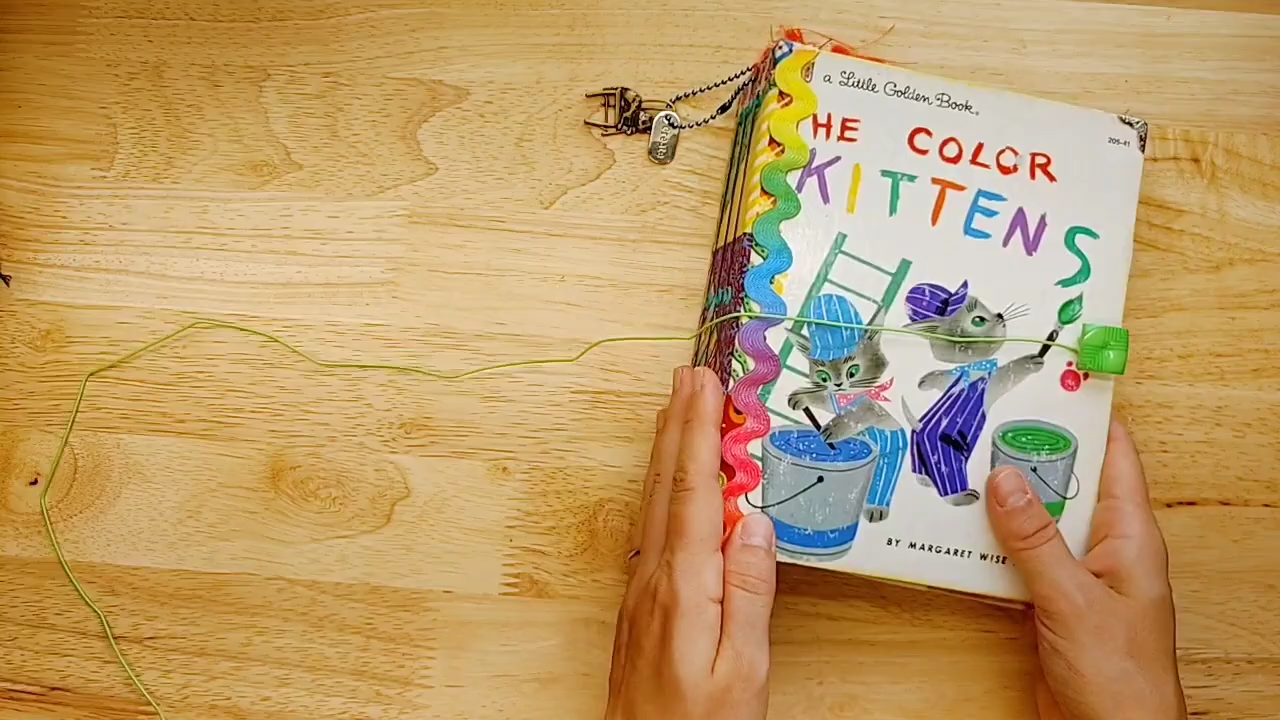 a Little Golden Book®
205-41
HE COLOR
KITTENS
BY MARGARET WISE